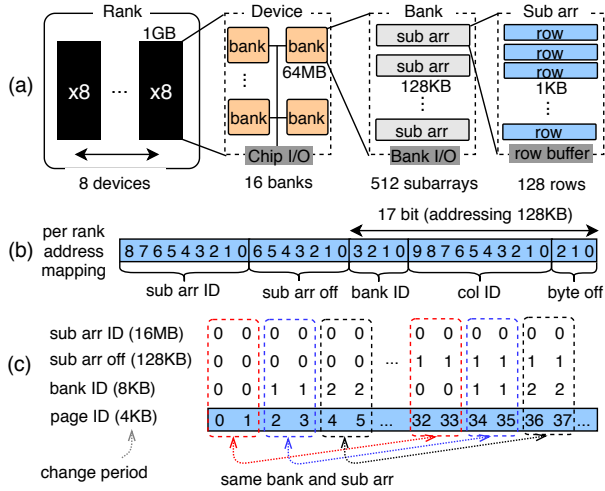 Rank
Device
Bank
Sub arr
1GB
x8 ... x8
bank bank
64MB
bank bank
Chip I/O
sub arr
sub arr
128KB
sub arr
Bank I/O
row
row
row
1KB
row
row buffer
(a)
8 devices
16 banks
512 subarrays
128 rows
17 bit (addressing 128KB)
(b)
per rank
address
mapping
8 7 6 5 4 3 2 1 0 6 5 4 3 2 1 0 3 2 1 0 9 8 7 6 5 4 3 2 1 0 2 1 0
sub arr ID sub arr off bank ID col ID byte off
(c)
sub arr ID (16MB) 0 0 0 0 0 0 0 0 0 0 0 0
sub arr off (128KB) 0 0 0 0 0 0 ... 1 1 1 1 1 1
bank ID (8KB) 0 0 1 1 2 2 0 0 1 1 2 2
page ID (4KB) 0 1 2 3 4 5 ... 32 33 34 35 36 37 ...
change period
same bank and sub arr